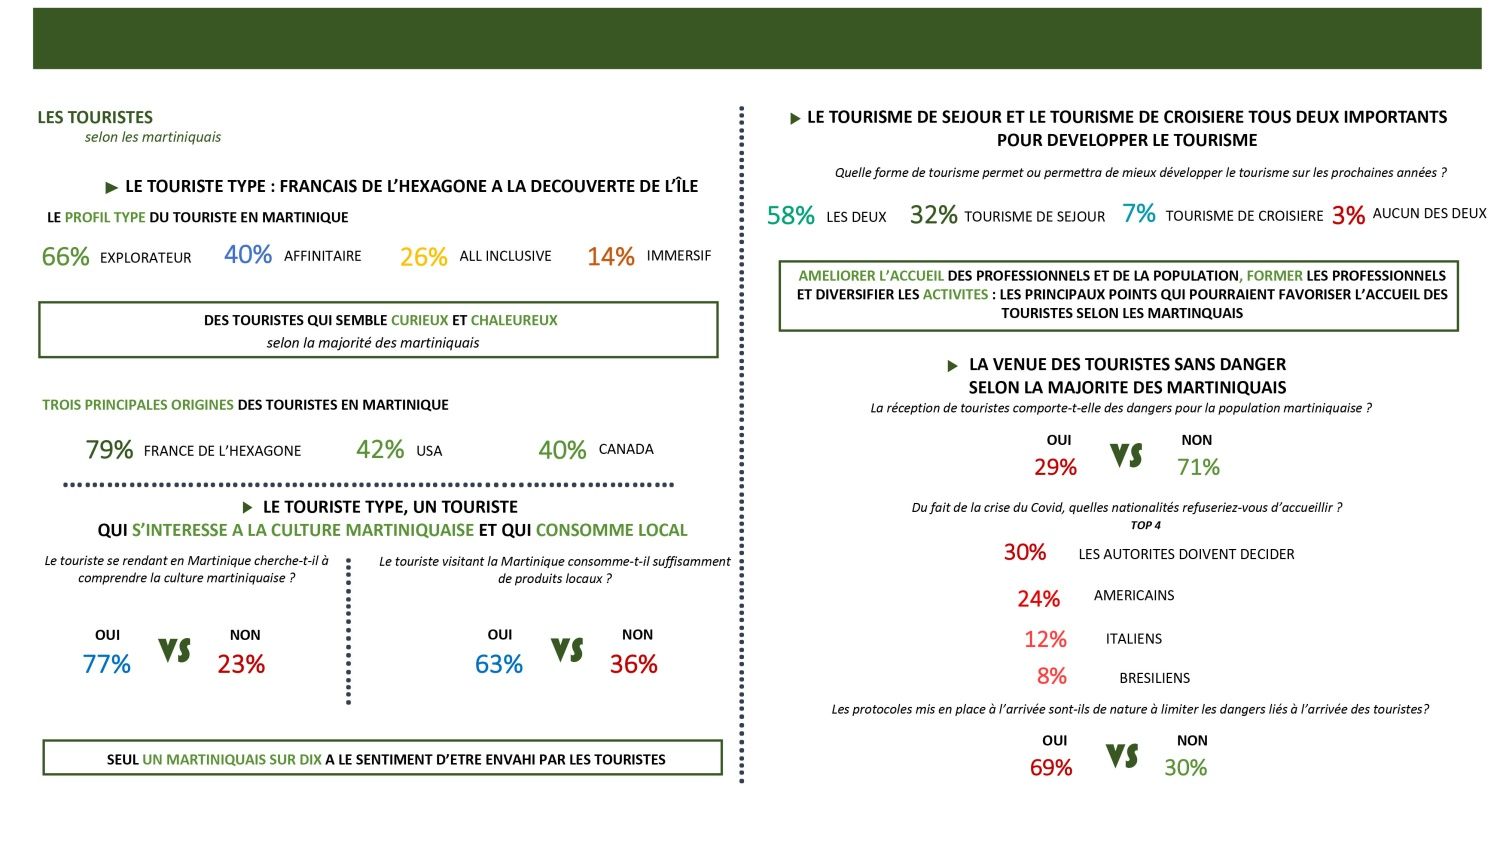 LES TOURISTES
selon les martiniquais
LE TOURISTE TYPE : FRANCAIS DE L'HEXAGONE A LA DECOUVERTE DE L'ÎLE
LE PROFIL TYPE DU TOURISTE EN MARTINIQUE
66% EXPLORATEUR 40% AFFINITAIRE 26% ALL INCLUSIVE 14% IMMERSIF
DES TOURISTES QUI SEMBLE CURIEUX ET CHALEUREUX
selon la majorité des martiniquais
TROIS PRINCIPALES ORIGINES DES TOURISTES EN MARTINIQUE
79% FRANCE DE L'HEXAGONE 42% USA 40% CANADA
LE TOURISTE TYPE, UN TOURISTE
QUI S'INTERESSE A LA CULTURE MARTINIQUAISE ET QUI CONSOMME LOCAL
Le touriste se rendant en Martinique cherche-t-il à
comprendre la culture martiniquaise ?
OUI VS NON
77% 23%
Le touriste visitant la Martinique consomme-t-il suffisamment
de produits locaux ?
OUI VS NON
63% 36%
SEUL UN MARTINIQUAIS SUR DIX A LE SENTIMENT D'ETRE ENVAHI PAR LES TOURISTES
LE TOURISME DE SEJOUR ET LE TOURISME DE CROISIERE TOUS DEUX IMPORTANTS
POUR DEVELOPPER LE TOURISME
Quelle forme de tourisme permet ou permettra de mieux développer le tourisme sur les prochaines années ?
58% LES DEUX 32% TOURISME DE SEJOUR 7% TOURISME DE CROISIERE 3% AUCUN DES DEUX
AMELIORER L'ACCUEIL DES PROFESSIONNELS ET DE LA POPULATION, FORMER LES PROFESSIONNELS
ET DIVERSIFIER LES ACTIVITES : LES PRINCIPAUX POINTS QUI POURRAIENT FAVORISER L'ACCUEIL DES
TOURISTES SELON LES MARTINQUAIS
LA VENUE DES TOURISTES SANS DANGER
SELON LA MAJORITE DES MARTINIQUAIS
La réception de touristes comporte-t-elle des dangers pour la population martiniquaise ?
OUI VS NON
29% 71%
Du fait de la crise du Covid, quelles nationalités refuseriez-vous d'accueillir ?
TOP 4
30% LES AUTORITES DOIVENT DECIDER
24% AMERICAINS
12% ITALIENS
8% BRESILIENS
Les protocoles mis en place à l'arrivée sont-ils de nature à limiter les dangers liés à l'arrivée des touristes?
OUI VS NON
69% 30%